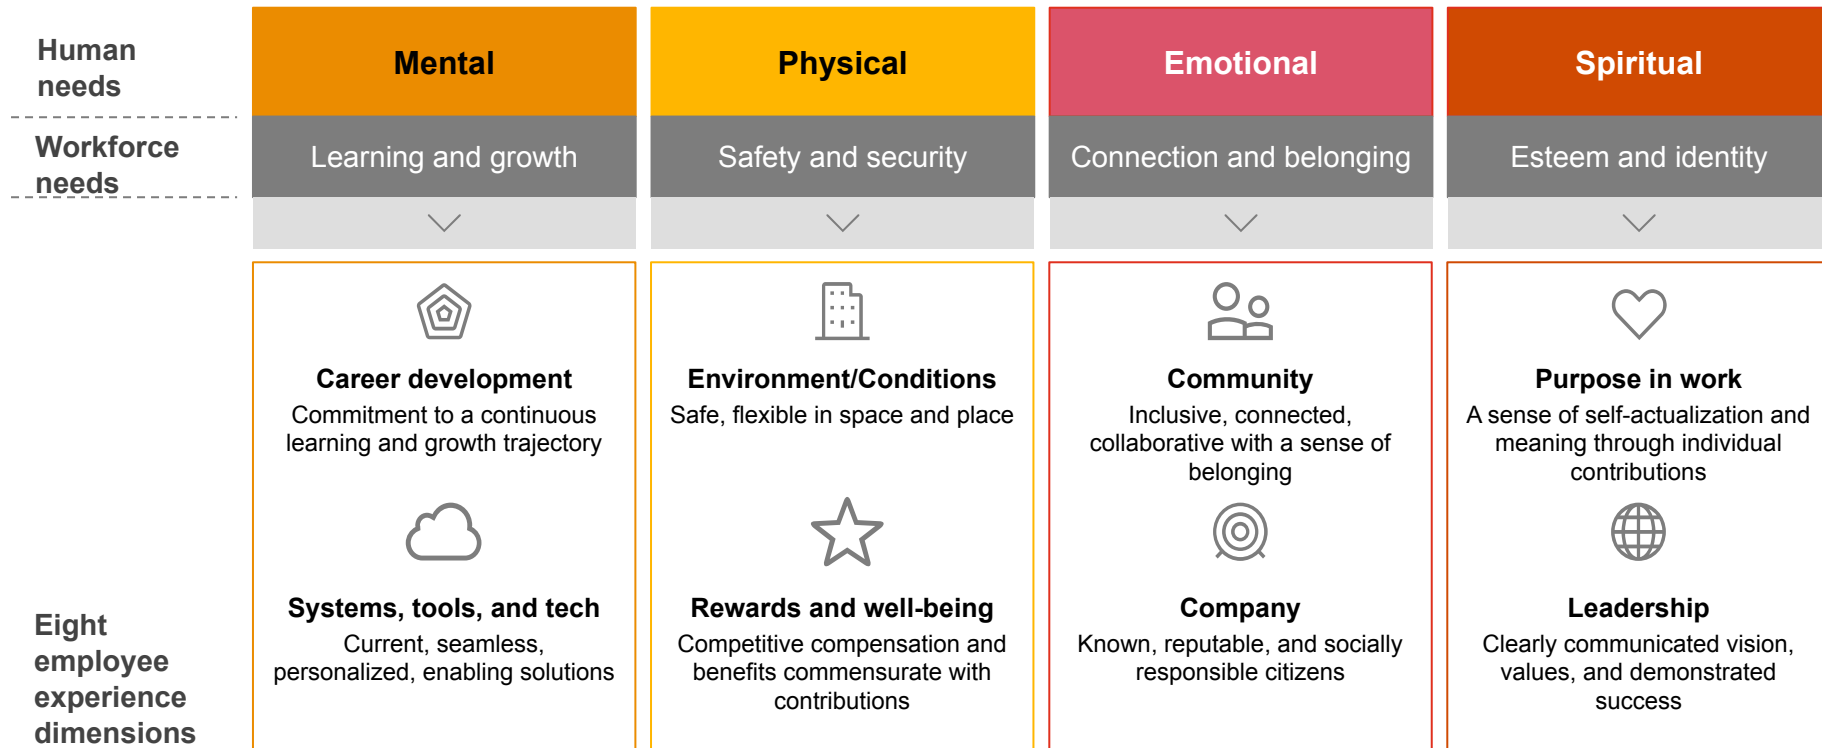 Human
needs
Mental
Physical
Emotional
Spiritual
Workforce
needs
Learning and growth
Safety and security
Connection and belonging
Esteem and identity
Career development
Commitment to a continuous
learning and growth trajectory
Environment/Conditions
Safe, flexible in space and place
Community
Inclusive, connected,
collaborative with a sense of
belonging
Purpose in work
A sense of self-actualization and
meaning through individual
contributions
Eight
employee
experience
dimensions
Systems, tools, and tech
Current, seamless,
personalized, enabling solutions
Rewards and well-being
Competitive compensation and
benefits commensurate with
contributions
Company
Known, reputable, and socially
responsible citizens
Leadership
Clearly communicated vision,
values, and demonstrated
success